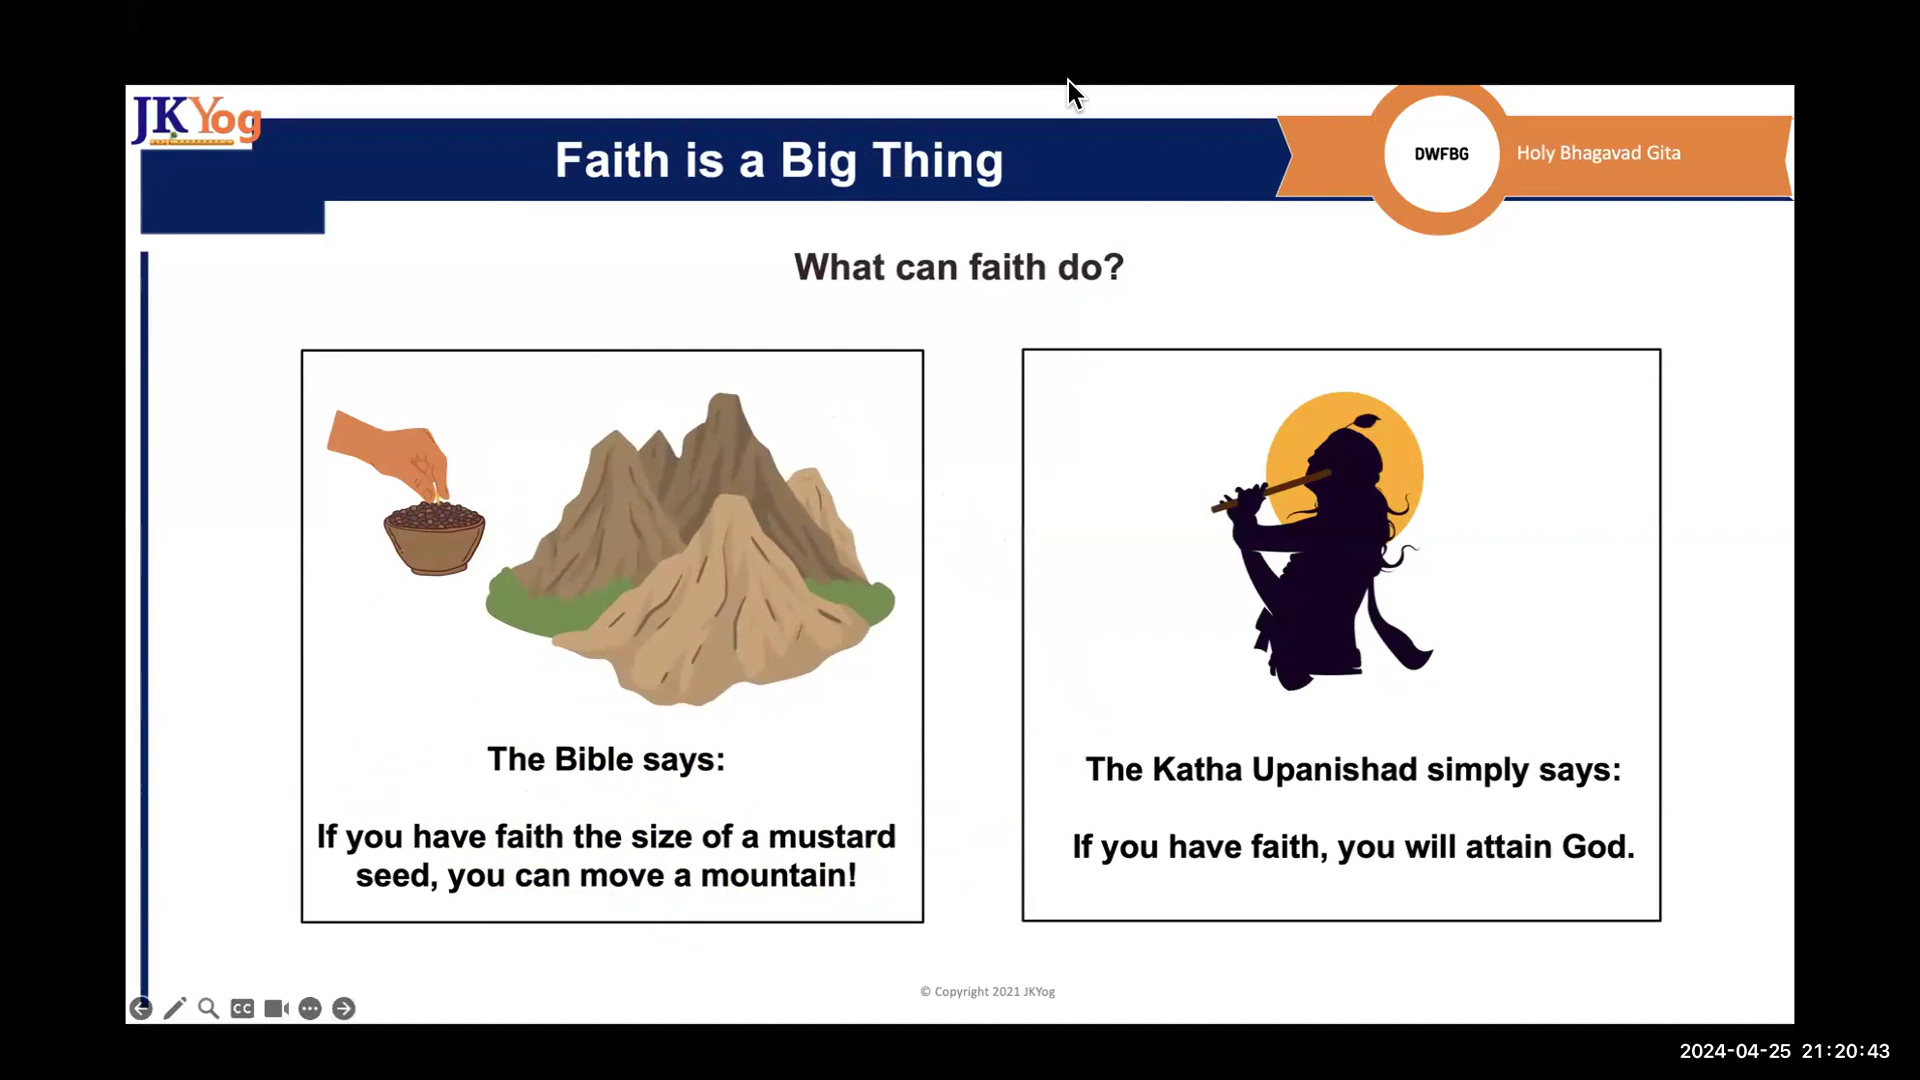 JKYog
Faith is a Big Thing
DWFBG
Holy Bhagavad Gita
What can faith do?
The Bible says:
If you have faith the size of a mustard
seed, you can move a mountain!
The Katha Upanishad simply says:
If you have faith, you will attain God.
© Copyright 2021 JKYog
CC
2024-04-25 21:20:43